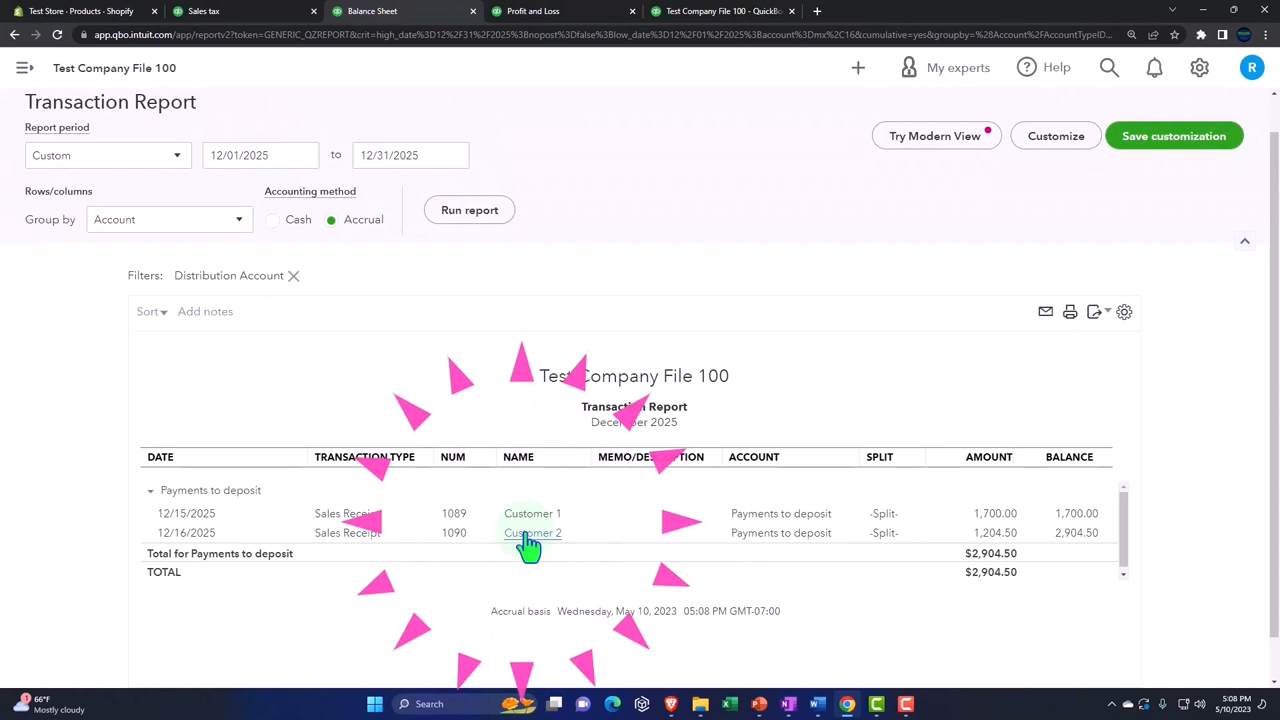 Test Store · Products · Shopify
Sales tax
Balance Sheet
Profit and Loss
Test Company File 100 - QuickBo
app.qbo.intuit.com/app/reportv2?token=GENERIC_QZREPORT&crit=high_date%3D12%2F31%2F2025%3Bnopost%3Dfalse%3Blow_date%3D12%2F01%2F2025%3Baccount%3Dmx%2C16&cumulative=yes&groupby=%28Account%2FAccountTypeID...
Test Company File 100
My experts
Help
R
Transaction Report
Report period
Custom
12/01/2025
to
12/31/2025
Try Modern View
Customize
Save customization
Rows/columns
Accounting method
Group by
Account
Cash
Accrual
Run report
Filters: Distribution Account
Sort
Add notes
Test Company File 100
Transaction Report
December 2025
DATE TRANSACTION TYPE NUM NAME MEMO/DESCRIPTION ACCOUNT SPLIT AMOUNT BALANCE
Payments to deposit
12/15/2025 Sales Receipt 1089 Customer 1 Payments to deposit -Split- 1,700.00 1,700.00
12/16/2025 Sales Receipt 1090 Customer 2 Payments to deposit -Split- 1,204.50 2,904.50
Total for Payments to deposit $2,904.50
TOTAL $2,904.50
Accrual basis Wednesday, May 10, 2023 05:08 PM GMT-07:00
1
66°F
Mostly cloudy
Search
5:08 PM
5/10/2023